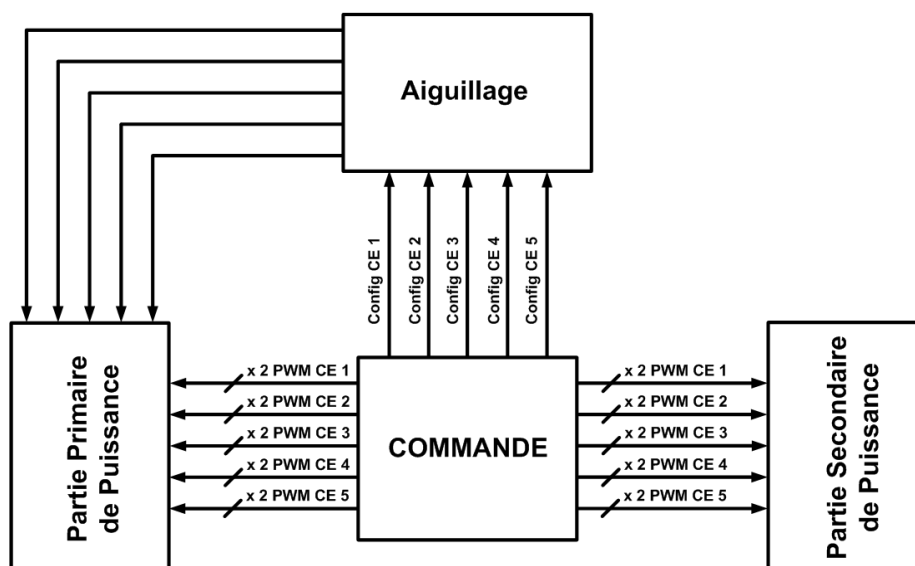 Aiguillage
Config CE 1
Config CE 2
Config CE 3
Config CE 4
Config CE 5
Partie Primaire
de Puissance
x 2 PWM CE 1
x 2 PWM CE 2
x 2 PWM CE 3
x 2 PWM CE 4
x 2 PWM CE 5
COMMANDE
x 2 PWM CE 1
x 2 PWM CE 2
x 2 PWM CE 3
x 2 PWM CE 4
x 2 PWM CE 5
Partie Secondaire
de Puissance